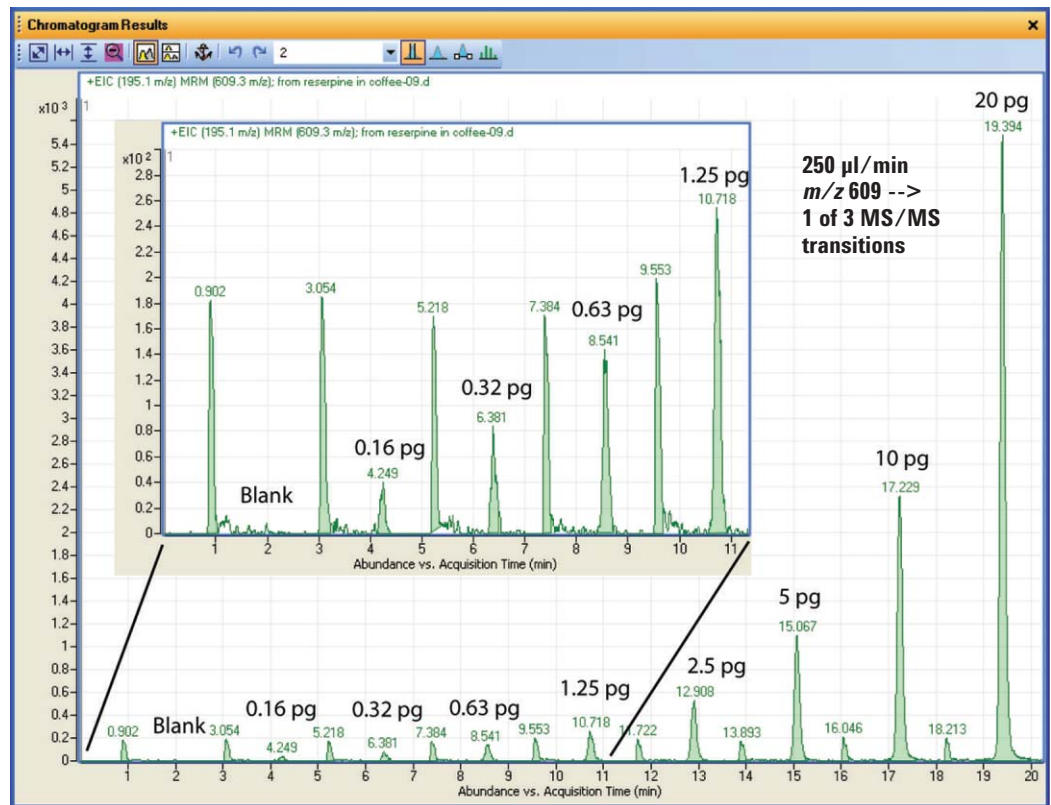 Chromatogram Results
2
+EIC (195.1 m/z) MRM (609.3 m/z); from reserpine in coffee-09.d
x10 3
1
5.4
5.2
5
4.8
4.6
4.4
4.2
4
3.8
3.6
3.4
3.2
3
2.8
2.6
2.4
2.2
2
1.8
1.6
1.4
1.2
1
0.8
0.6
0.4
0.2
0
+EIC (195.1 m/z) MRM (609.3 m/z); from reserpine in coffee-09.d
x10 2
1
2.8
2.6
2.4
2.2
2
1.8
1.6
1.4
1.2
1
0.8
0.6
0.4
0.2
0
0.902
Blank
3.054
0.16 pg
4.249
5.218
0.32 pg
6.381
7.384
0.63 pg
8.541
9.553
1.25 pg
10.718
1 2 3 4 5 6 7 8 9 10 11
Abundance vs. Acquisition Time (min)
250 µl/min
m/z 609 -->
1 of 3 MS/MS
transitions
0.902
Blank
3.054
0.16 pg
4.249
5.218
0.32 pg
6.381
7.384
0.63 pg
8.541
9.553
1.25 pg
10.718
11.722
2.5 pg
12.908
13.893
5 pg
15.067
16.046
10 pg
17.229
18.213
20 pg
19.394
1 2 3 4 5 6 7 8 9 10 11 12 13 14 15 16 17 18 19 20
Abundance vs. Acquisition Time (min)